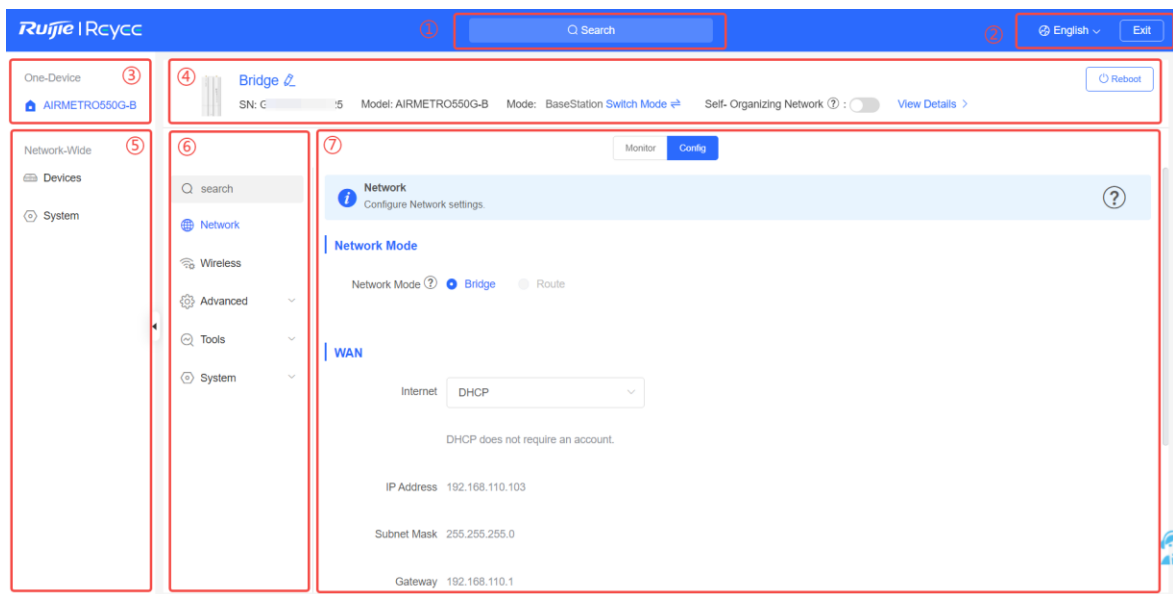 Ruijie | Reyee
①
Search
②
English
Exit
One-Device
③
AIRMETRO550G-B
④
Bridge
Reboot
SN: G 25 Model: AIRMETRO550G-B Mode: BaseStation Switch Mode Self- Organizing Network ? : View Details >
Network-Wide
⑤
Devices
System
⑥
search
Network
Wireless
Advanced
Tools
System
⑦
Monitor
Config
Network
Configure Network settings.
?
Network Mode
Network Mode ? Bridge Route
WAN
Internet DHCP
DHCP does not require an account.
IP Address 192.168.110.103
Subnet Mask 255.255.255.0
Gateway 192.168.110.1